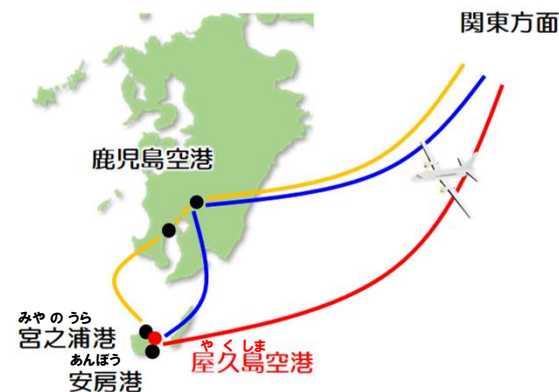 関東方面
鹿児島空港
みやのうら
宮之浦港
あんぼう
安房港
やくしま
屋久島空港